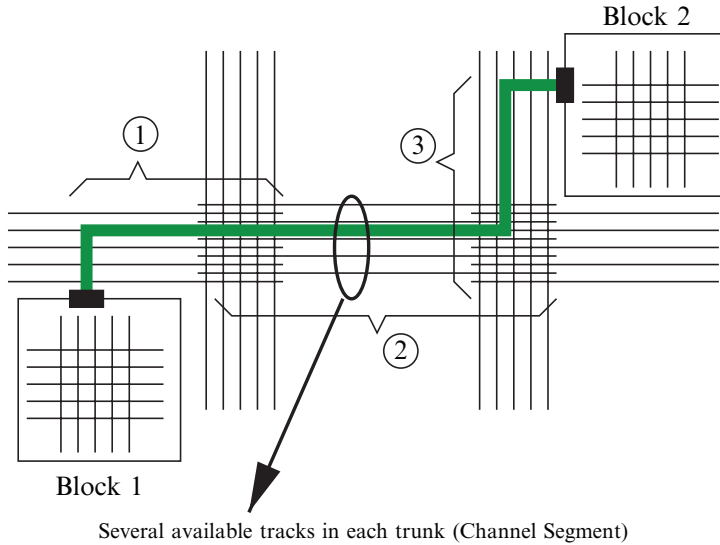 Block 2
1
3
2
Block 1
Several available tracks in each trunk (Channel Segment)